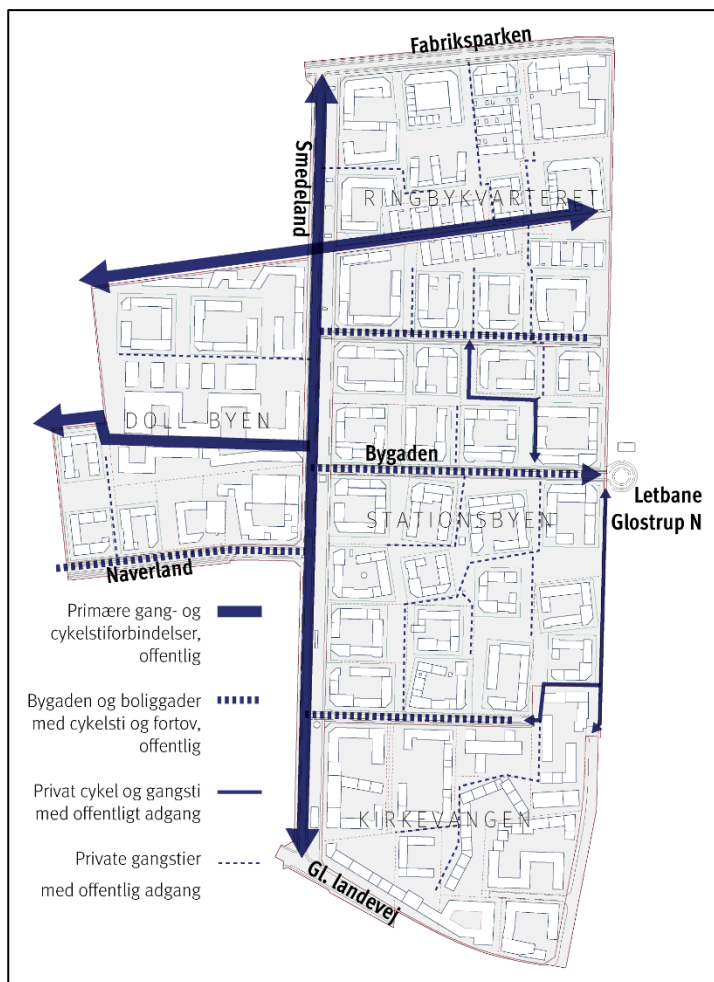 Fabriksparken
Smedeland
RINGBYKVARTERET
DOLL-BYEN
Bygaden
Letbane
Glostrup N
STATIONSBYEN
Naverland
Primære gang- og
cykelstiforbindelser,
offentlig
Bygaden og boliggader
med cykelsti og fortov,
offentlig
Privat cykel og gangsti
med offentligt adgang
Private gangstier
med offentlig adgang
KIRKEVANGEN
Gl. landevej